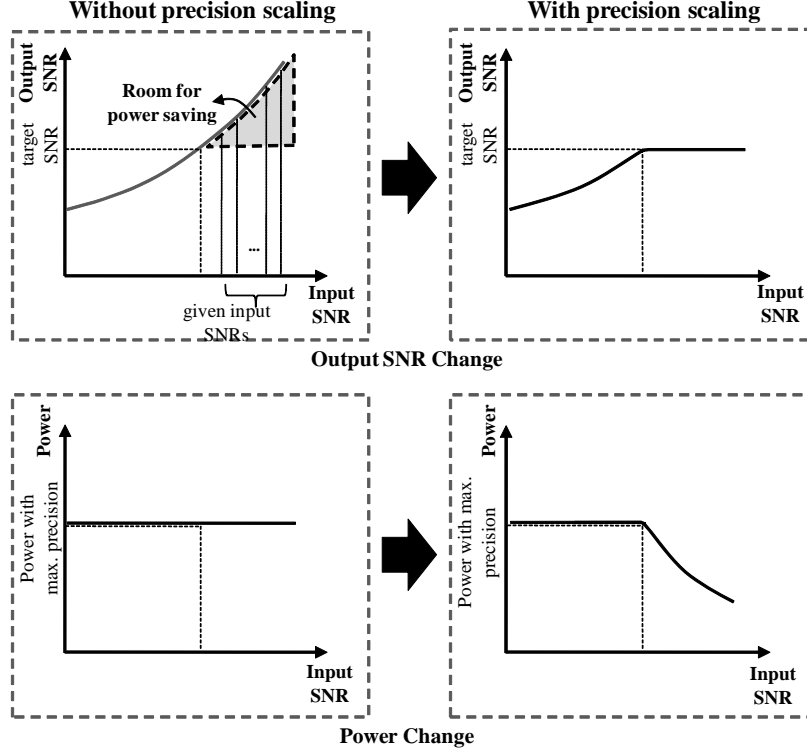 Without precision scaling
With precision scaling
Output
SNR
target
SNR
Room for
power saving
...
Input
SNR
given input
SNRs
Output
SNR
target
SNR
Input
SNR
Output SNR Change
Power
Power with
max. precision
Input
SNR
Power
Power with max.
precision
Input
SNR
Power Change